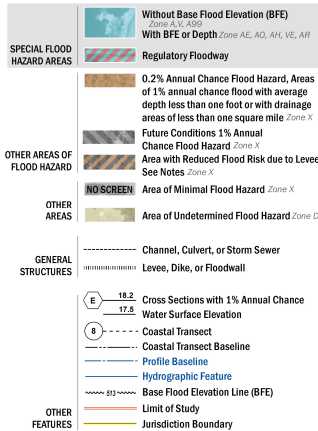 Without Base Flood Elevation (BFE)
Zone A,V, A99
With BFE or Depth Zone AE, AO, AH, VE, AR
SPECIAL FLOOD
HAZARD AREAS
Regulatory Floodway
0.2% Annual Chance Flood Hazard, Areas
of 1% annual chance flood with average
depth less than one foot or with drainage
areas of less than one square mile Zone X
Future Conditions 1% Annual
Chance Flood Hazard Zone X
OTHER AREAS OF
FLOOD HAZARD
Area with Reduced Flood Risk due to Levee
See Notes Zone X
NO SCREEN Area of Minimal Flood Hazard Zone X
OTHER
AREAS
Area of Undetermined Flood Hazard Zone D
Channel, Culvert, or Storm Sewer
GENERAL
STRUCTURES
Levee, Dike, or Floodwall
E 18.2 Cross Sections with 1% Annual Chance
17.5 Water Surface Elevation
8 Coastal Transect
Coastal Transect Baseline
Profile Baseline
Hydrographic Feature
513 Base Flood Elevation Line (BFE)
OTHER
FEATURES
Limit of Study
Jurisdiction Boundary